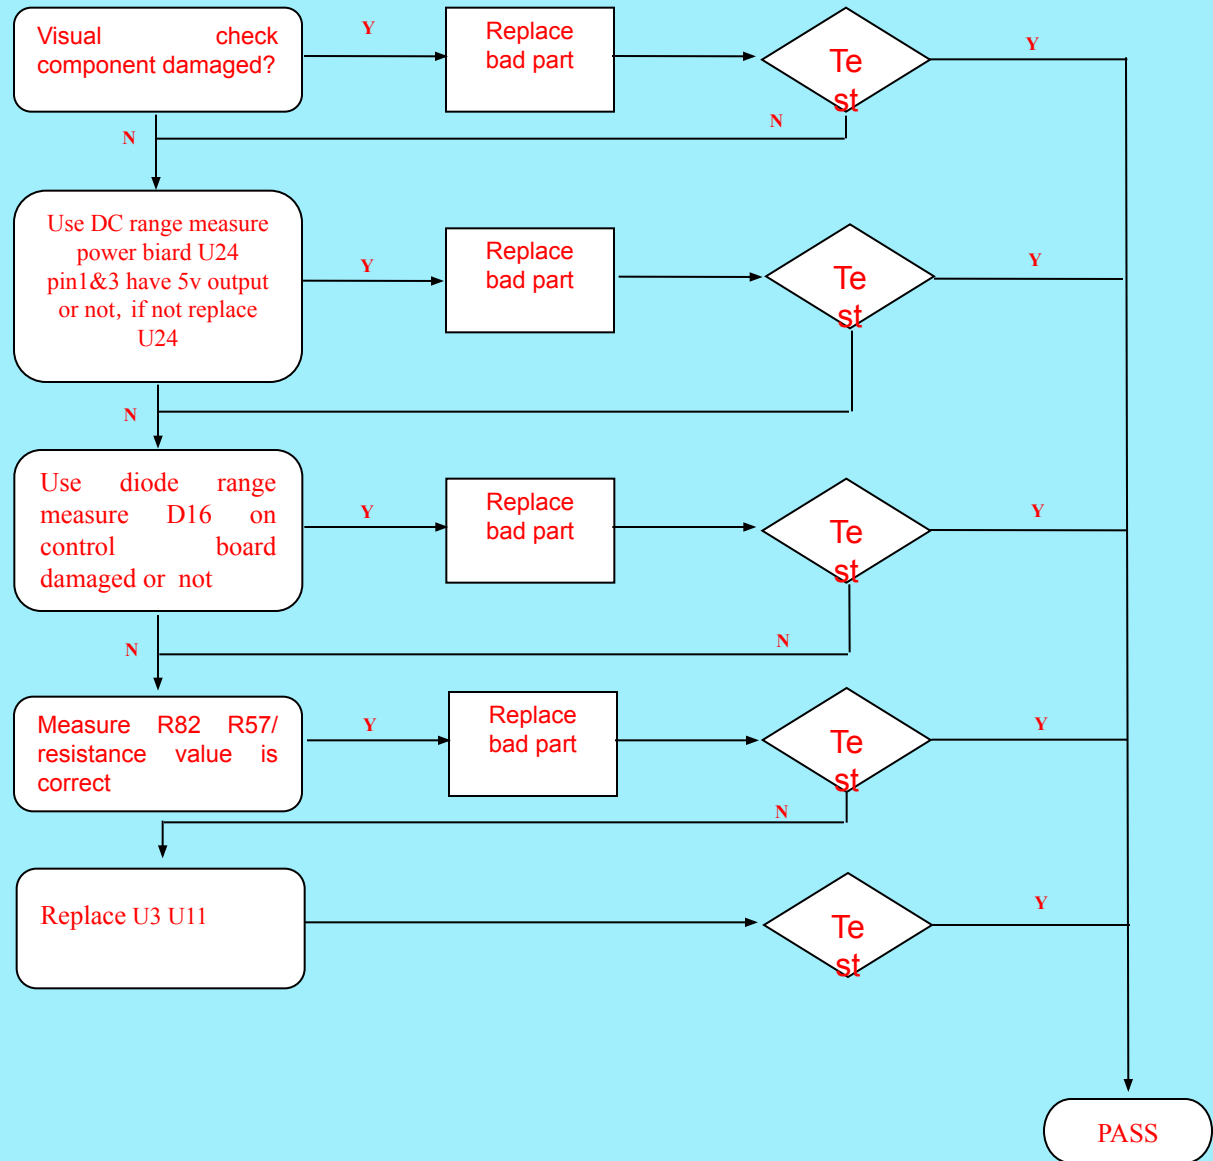 Visual check
component damaged?
Y
Replace
bad part
Te
st
Y
N
N
Use DC range measure
power biard U24
pin1&3 have 5v output
or not, if not replace
U24
Y
Replace
bad part
Te
st
Y
N
Use diode range
measure D16 on
control board
damaged or not
Y
Replace
bad part
Te
st
Y
N
N
Measure R82 R57/
resistance value is
correct
Y
Replace
bad part
Te
st
Y
N
Replace U3 U11
Te
st
Y
PASS